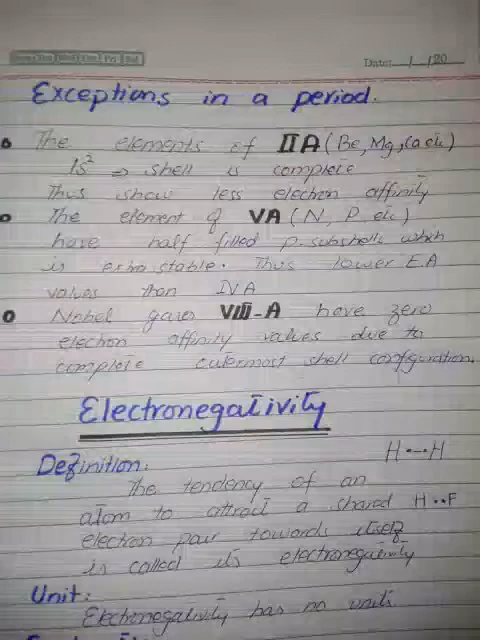 Date: __/__/20
Exceptions in a period.
The elements of IIA (Be, Mg, Ca etc)
1s² ⇒ shell is complete
Thus show less electron affinity
The element of VA (N, P, etc)
have half filled p-subshells which
is extra stable. Thus lower E.A
values than IVA
Nobel gases VIII-A have zero
electron affinity values due to
complete outermost shell configuration.
Electronegativity
H •–• H
Definition:
The tendency of an
atom to attract a shared H •• F
electron pair towards itself
is called its electronegativity
Unit:
Electronegativity has no units